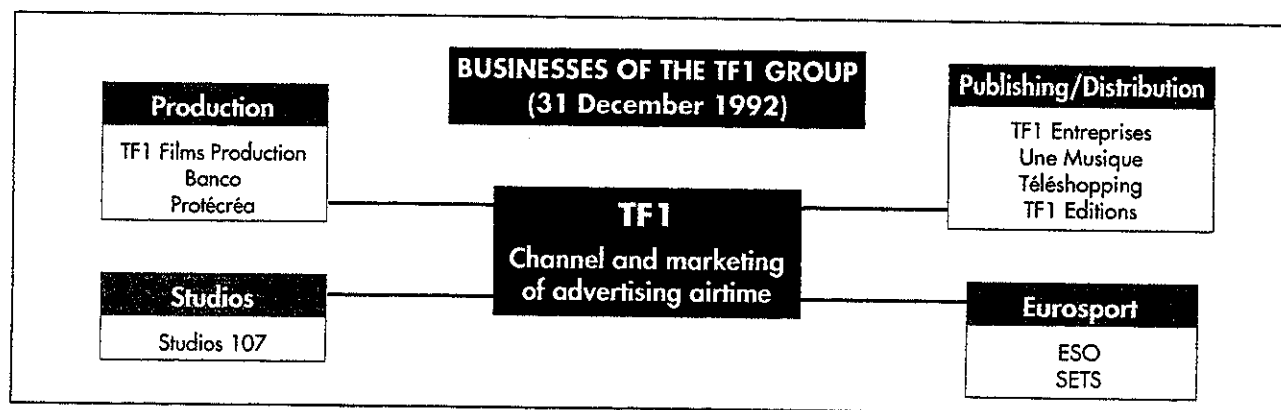 BUSINESSES OF THE TF1 GROUP
(31 December 1992)
Production
TF1 Films Production
Banco
Protécréa
Publishing/Distribution
TF1 Entreprises
Une Musique
Téléshopping
TF1 Editions
TF1
Channel and marketing
of advertising airtime
Studios
Studios 107
Eurosport
ESO
SETS